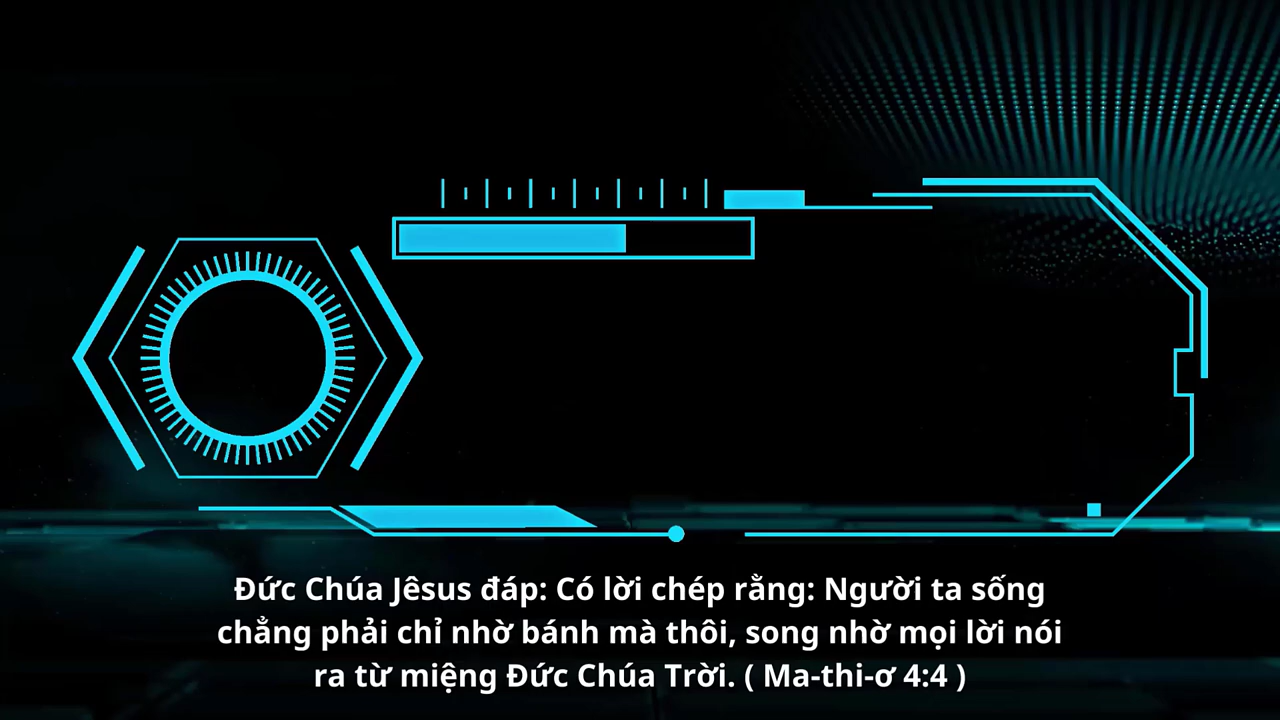 Đức Chúa Jêsus đáp: Có lời chép rằng: Người ta sống
chẳng phải chỉ nhờ bánh mà thôi, song nhờ mọi lời nói
ra từ miệng Đức Chúa Trời. ( Ma-thi-ơ 4:4 )